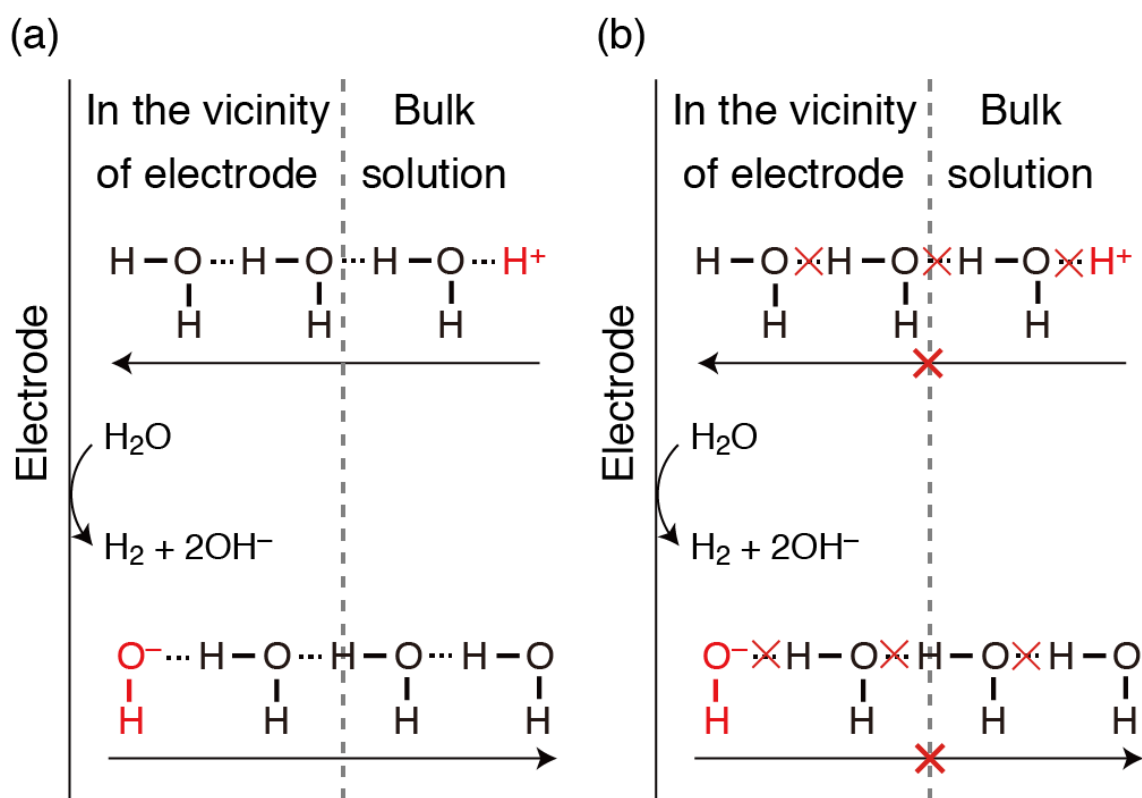 (a)
In the vicinity
of electrode
Bulk
solution
Electrode
H – O ··· H – O ··· H – O ··· H⁺
H H H
H₂O
H₂ + 2OH⁻
O⁻ ··· H – O ··· H – O ··· H – O
H H H H
(b)
In the vicinity
of electrode
Bulk
solution
Electrode
H – O ··· H – O ··· H – O ··· H⁺
H H H
H₂O
H₂ + 2OH⁻
O⁻ ··· H – O ··· H – O ··· H – O
H H H H